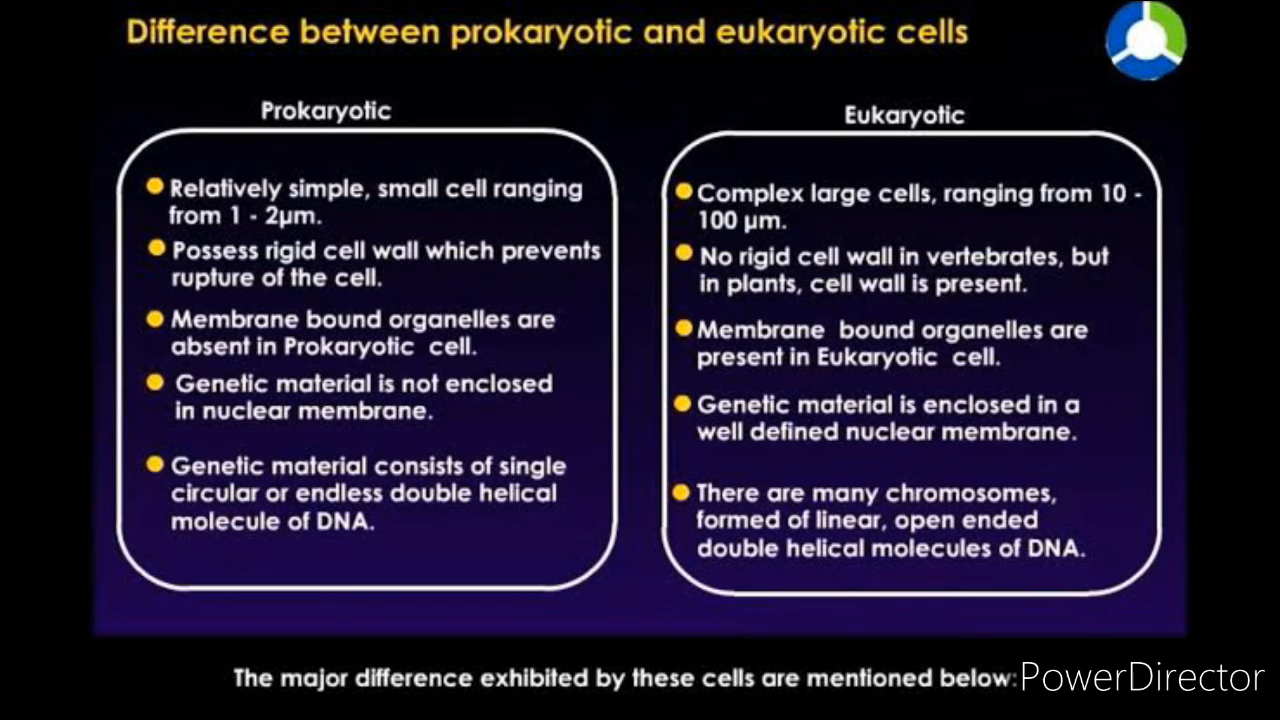 Difference between prokaryotic and eukaryotic cells
Prokaryotic
Relatively simple, small cell ranging
from 1 - 2µm.
Possess rigid cell wall which prevents
rupture of the cell.
Membrane bound organelles are
absent in Prokaryotic cell.
Genetic material is not enclosed
in nuclear membrane.
Genetic material consists of single
circular or endless double helical
molecule of DNA.
Eukaryotic
Complex large cells, ranging from 10 -
100 µm.
No rigid cell wall in vertebrates, but
in plants, cell wall is present.
Membrane bound organelles are
present in Eukaryotic cell.
Genetic material is enclosed in a
well defined nuclear membrane.
There are many chromosomes,
formed of linear, open ended
double helical molecules of DNA.
The major difference exhibited by these cells are mentioned below:
PowerDirector